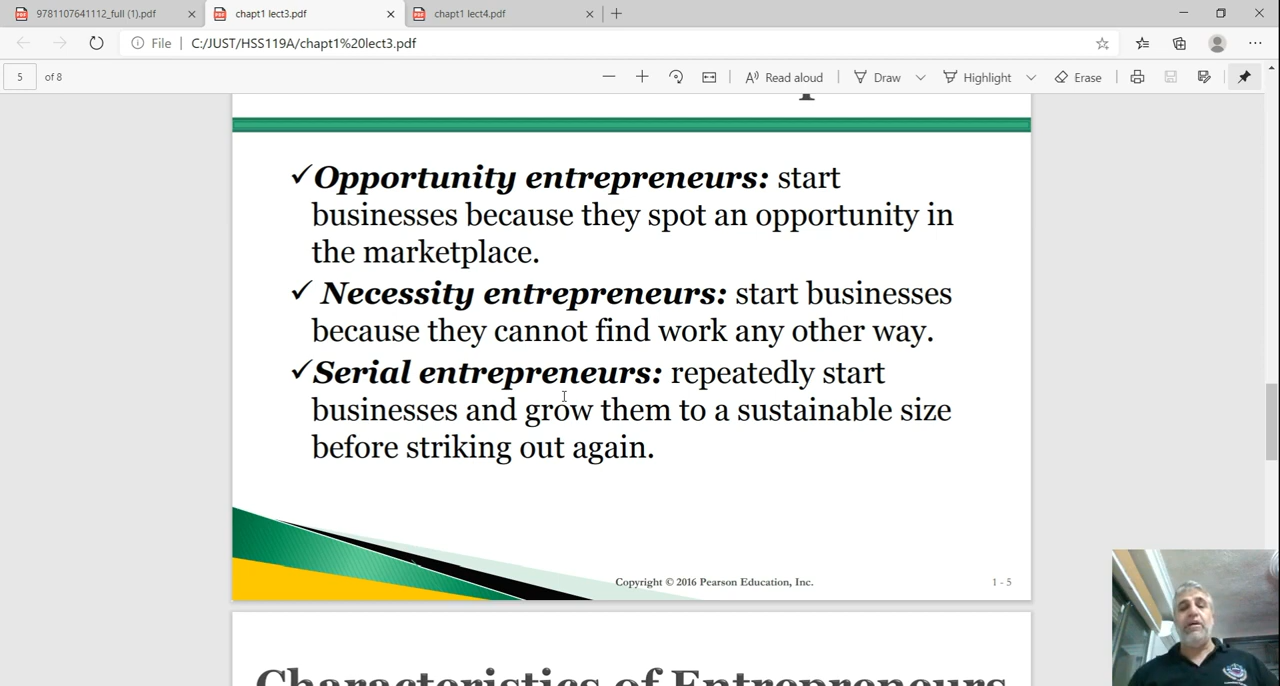 9781107641112_full (1).pdf
chapt1 lect3.pdf
chapt1 lect4.pdf
File | C:/JUST/HSS119A/chapt1%20lect3.pdf
5 of 8
Read aloud
Draw
Highlight
Erase
✓Opportunity entrepreneurs: start
businesses because they spot an opportunity in
the marketplace.
✓ Necessity entrepreneurs: start businesses
because they cannot find work any other way.
✓Serial entrepreneurs: repeatedly start
businesses and grow them to a sustainable size
before striking out again.
Copyright © 2016 Pearson Education, Inc.
1 - 5
Characteristics of Entrepreneurs